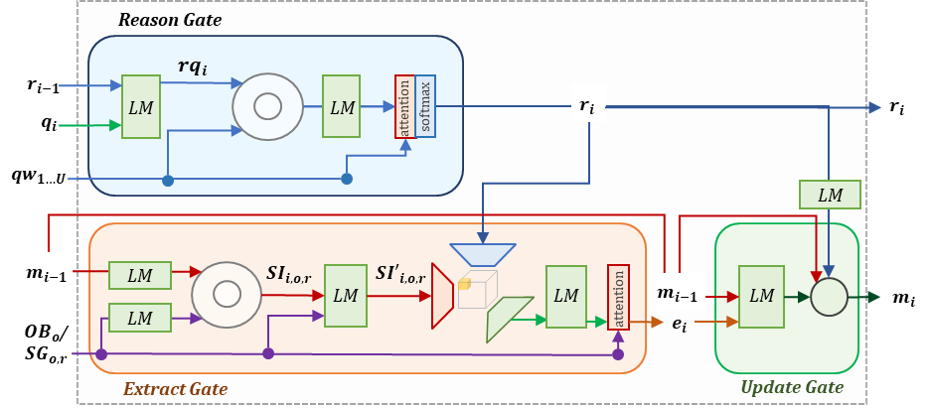 Reason Gate
r_{i-1}
q_i
qw_{1…U}
LM
rq_i
LM
attention
softmax
r_i
r_i
LM
m_{i-1}
OB_o/
SG_{o,r}
LM
LM
SI_{i,o,r}
LM
SI'_{i,o,r}
LM
attention
m_{i-1}
e_i
LM
m_i
Extract Gate
Update Gate